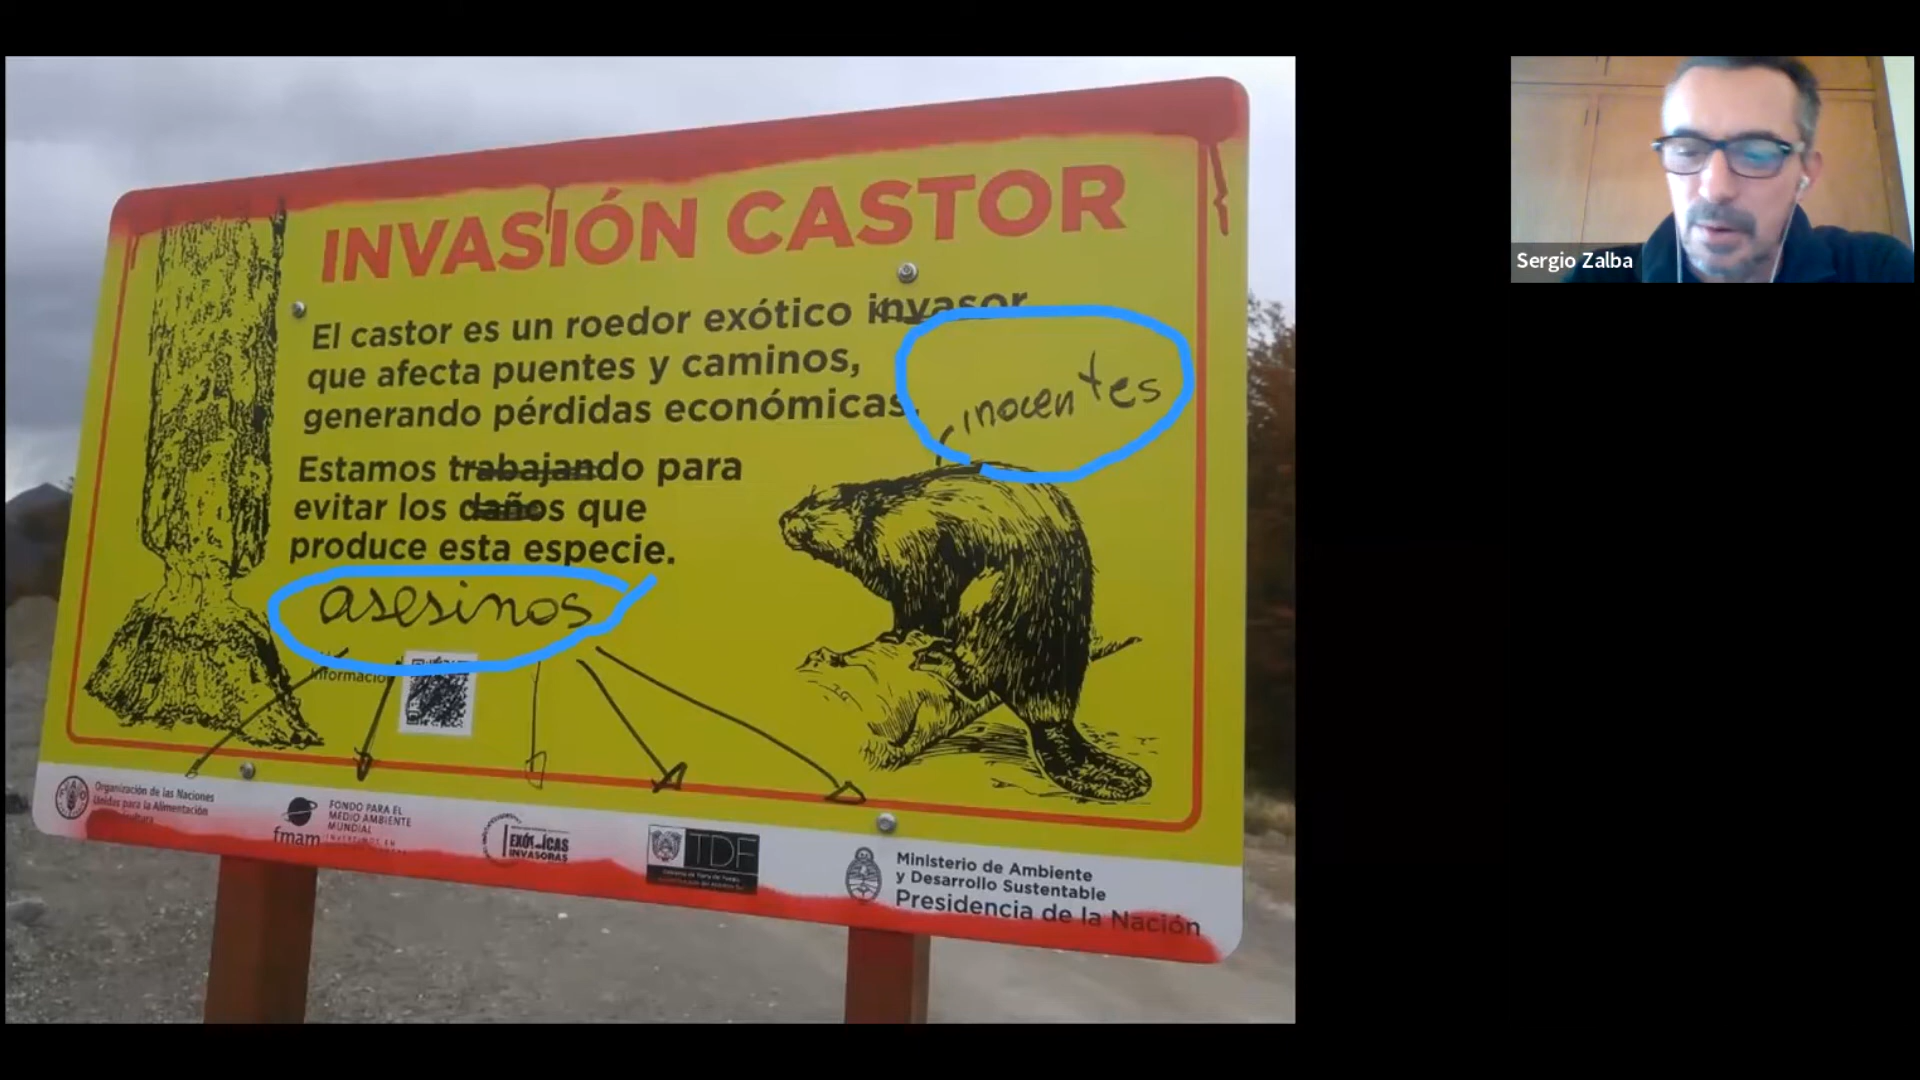 INVASIÓN CASTOR
El castor es un roedor exótico invasor
que afecta puentes y caminos,
generando pérdidas económicas.
inocentes
Estamos trabajando para
evitar los daños que
produce esta especie.
asesinos
información
Organización de las Naciones
Unidas para la Alimentación
FONDO PARA EL
MEDIO AMBIENTE
MUNDIAL
fmam
EXÓTICAS
INVASORAS
TDF
Ministerio de Ambiente
y Desarrollo Sustentable
Presidencia de la Nación
Sergio Zalba